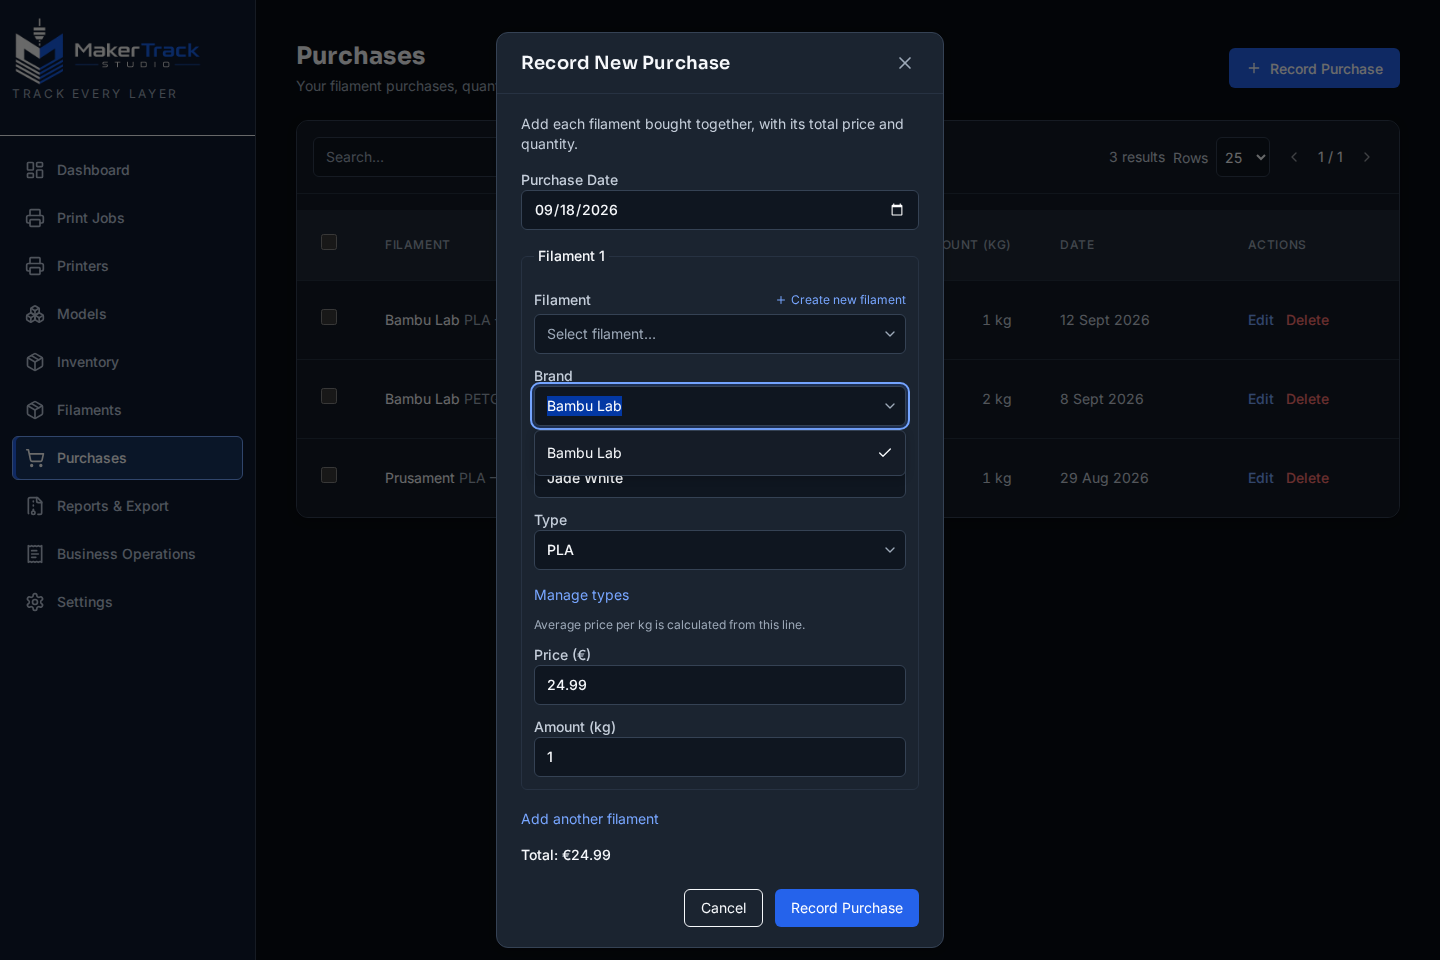 MakerTrack
STUDIO
TRACK EVERY LAYER
Dashboard
Print Jobs
Printers
Models
Inventory
Filaments
Purchases
Reports & Export
Business Operations
Settings
Purchases
Your filament purchases,
Record Purchase
Search...
3 results Rows 25 1 / 1
FILAMENT (KG) DATE ACTIONS
Bambu Lab PLA 1 kg 12 Sept 2026 Edit Delete
Bambu Lab 2 kg 8 Sept 2026 Edit Delete
Prusament PLA – 1 kg 29 Aug 2026 Edit Delete
Record New Purchase
Add each filament bought together, with its total price and
quantity.
Purchase Date
09/18/2026
Filament 1
Filament + Create new filament
Select filament...
Brand
Bambu Lab
Bambu Lab
Jade White
Type
PLA
Manage types
Average price per kg is calculated from this line.
Price (€)
24.99
Amount (kg)
1
Add another filament
Total: €24.99
Cancel
Record Purchase